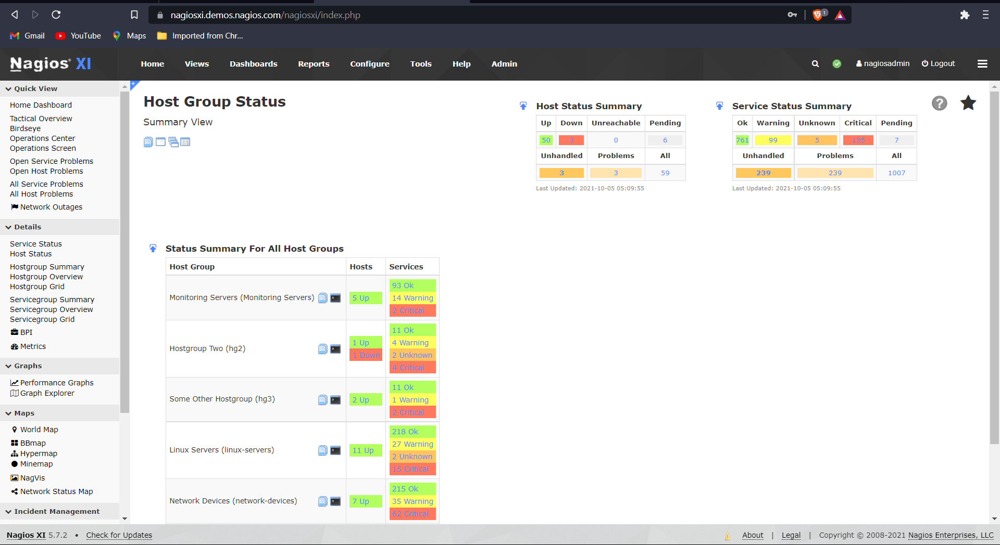 nagiosxi.demos.nagios.com/nagiosxi/index.php
1
Gmail YouTube Maps Imported from Chr...
Nagios® XI
Home Views Dashboards Reports Configure Tools Help Admin
nagiosadmin Logout
Quick View
Home Dashboard
Tactical Overview
Birdseye
Operations Center
Operations Screen
Open Service Problems
Open Host Problems
All Service Problems
All Host Problems
Network Outages
Details
Service Status
Host Status
Hostgroup Summary
Hostgroup Overview
Hostgroup Grid
Servicegroup Summary
Servicegroup Overview
Servicegroup Grid
BPI
Metrics
Graphs
Performance Graphs
Graph Explorer
Maps
World Map
BBmap
Hypermap
Minemap
NagVis
Network Status Map
Incident Management
Host Group Status
Summary View
Host Status Summary
Up Down Unreachable Pending
50 3 0 6
Unhandled Problems All
3 3 59
Last Updated: 2021-10-05 05:09:55
Service Status Summary
Ok Warning Unknown Critical Pending
761 99 5 135 7
Unhandled Problems All
239 239 1007
Last Updated: 2021-10-05 05:09:55
?
Status Summary For All Host Groups
Host Group Hosts Services
Monitoring Servers (Monitoring Servers)
5 Up
93 Ok
14 Warning
2 Critical
Hostgroup Two (hg2)
1 Up
1 Down
11 Ok
4 Warning
2 Unknown
4 Critical
Some Other Hostgroup (hg3)
2 Up
11 Ok
1 Warning
2 Critical
Linux Servers (linux-servers)
11 Up
218 Ok
27 Warning
2 Unknown
15 Critical
Network Devices (network-devices)
7 Up
215 Ok
35 Warning
62 Critical
Nagios XI 5.7.2 • Check for Updates
About | Legal | Copyright © 2008-2021 Nagios Enterprises, LLC